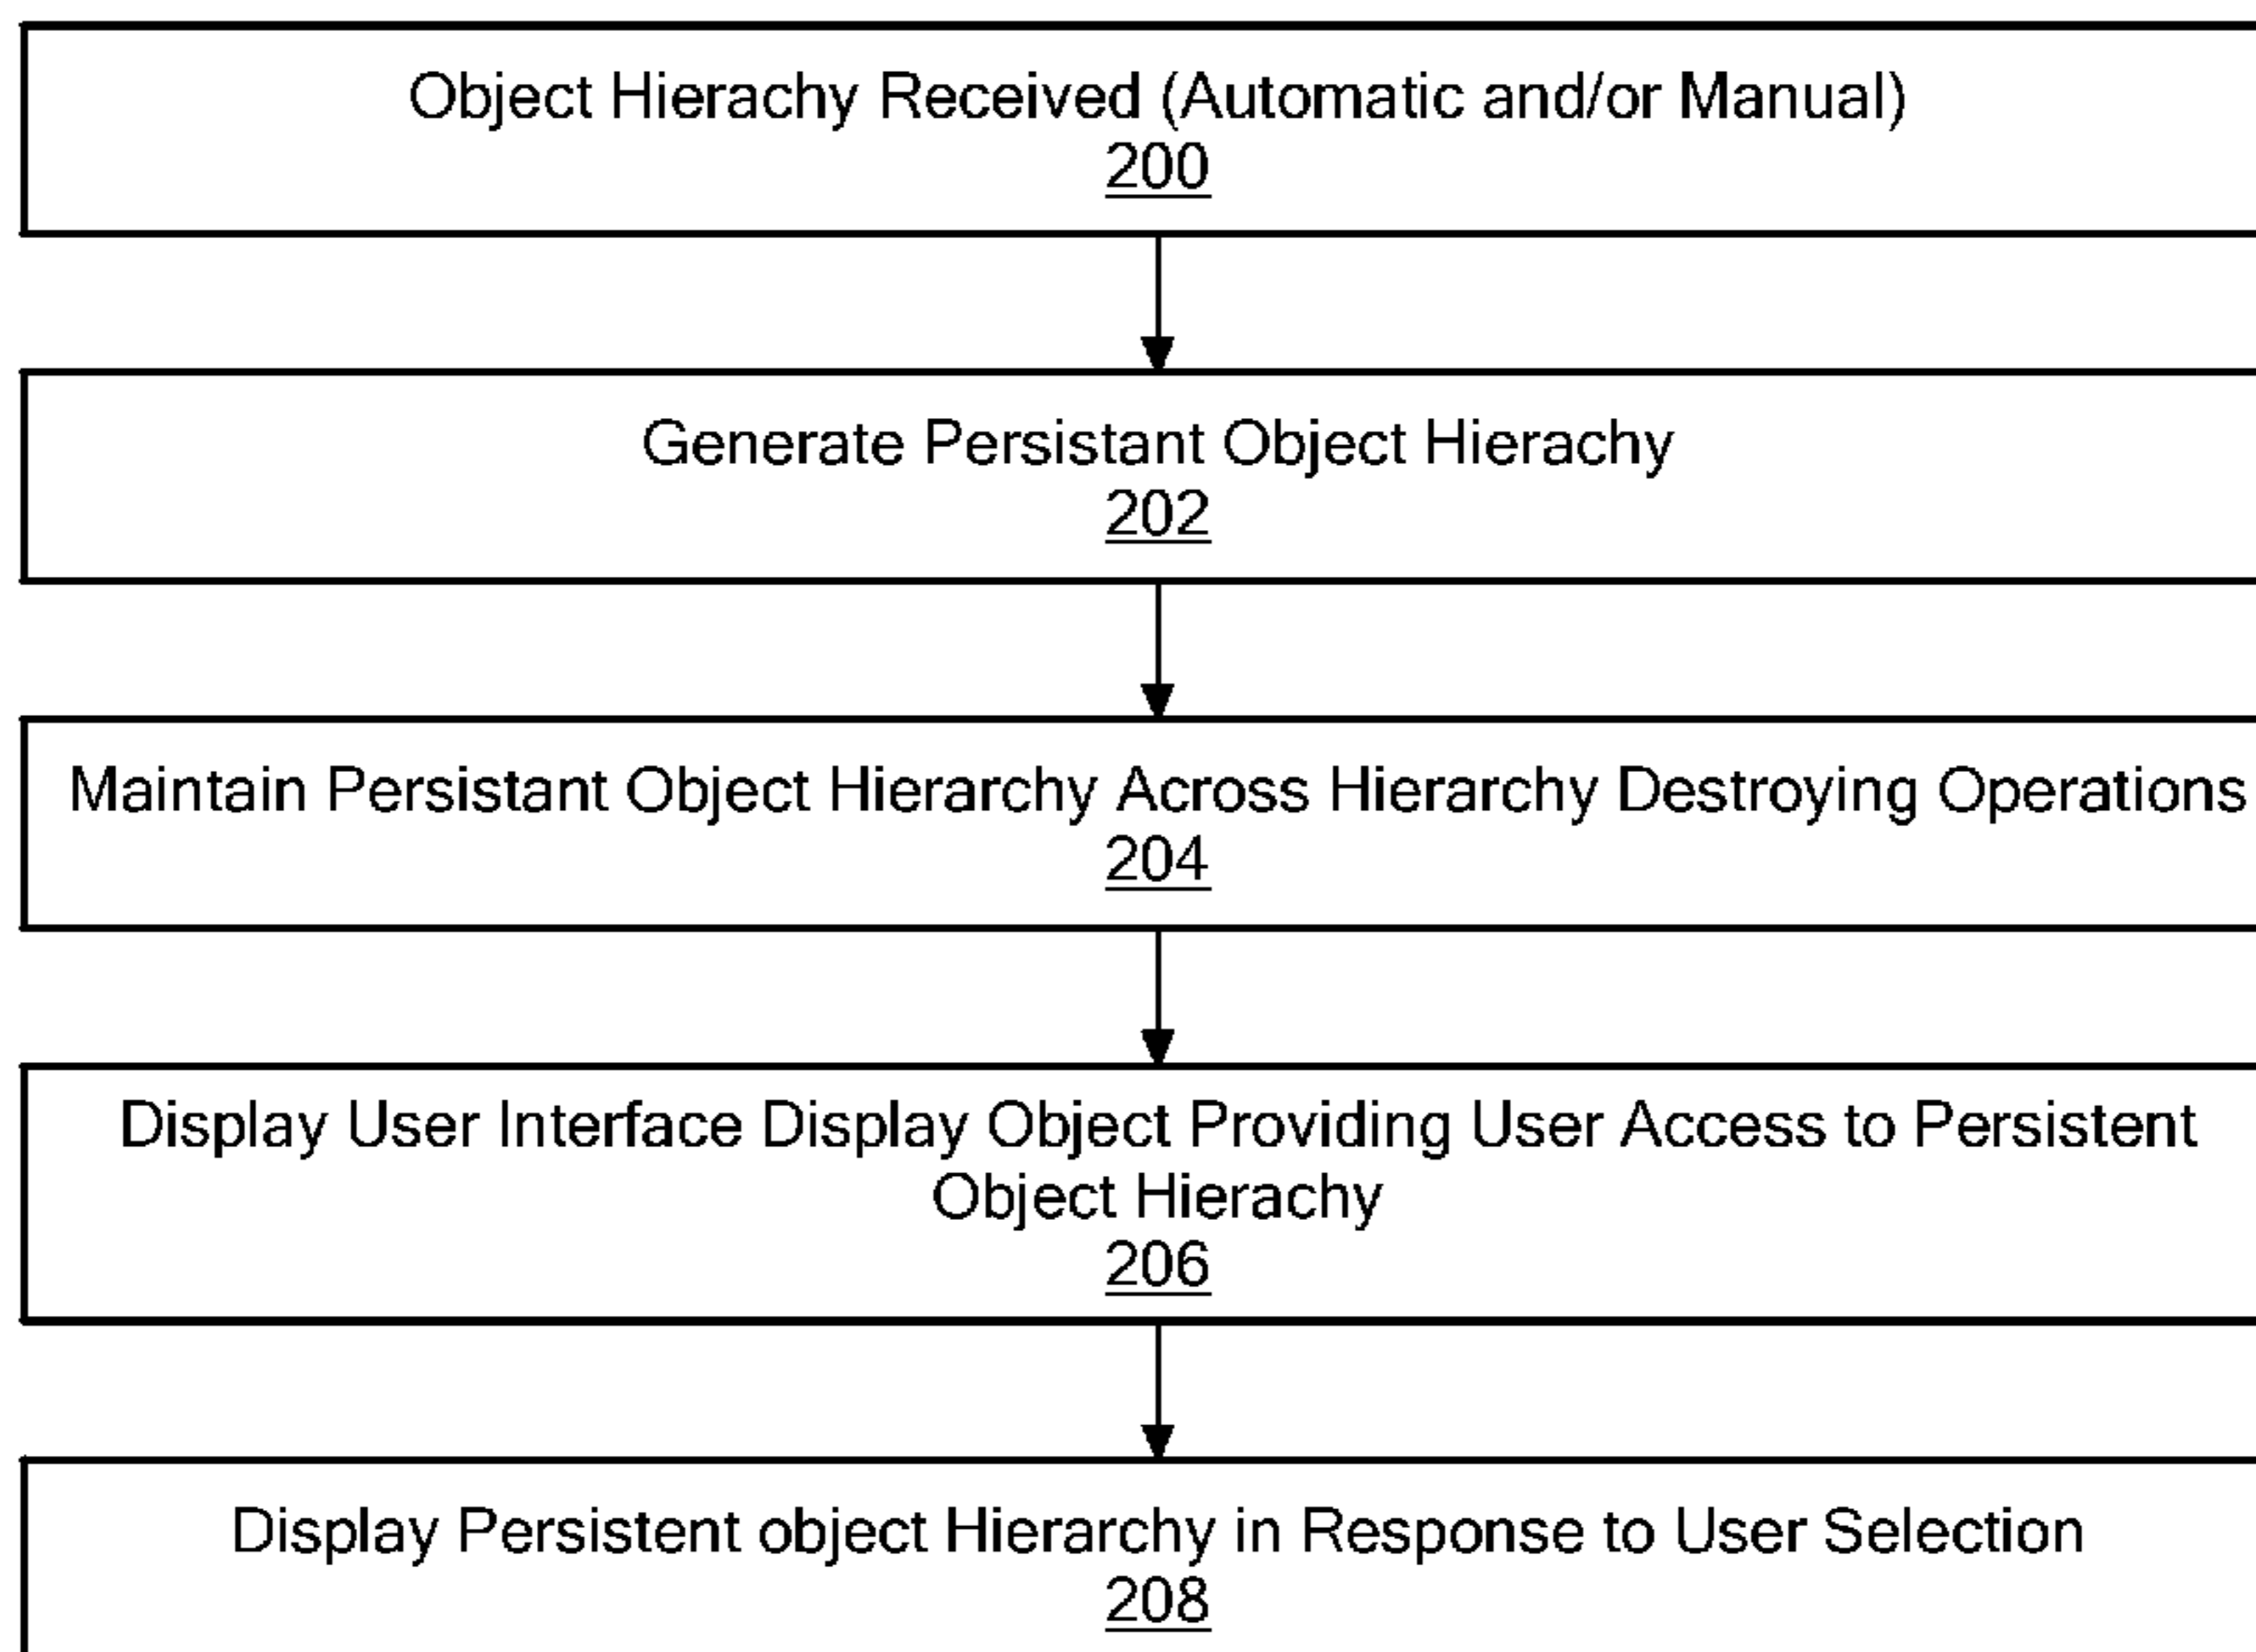 Object Hierachy Received (Automatic and/or Manual)
200
Generate Persistant Object Hierachy
202
Maintain Persistant Object Hierarchy Across Hierarchy Destroying Operations
204
Display User Interface Display Object Providing User Access to Persistent
Object Hierachy
206
Display Persistent object Hierarchy in Response to User Selection
208